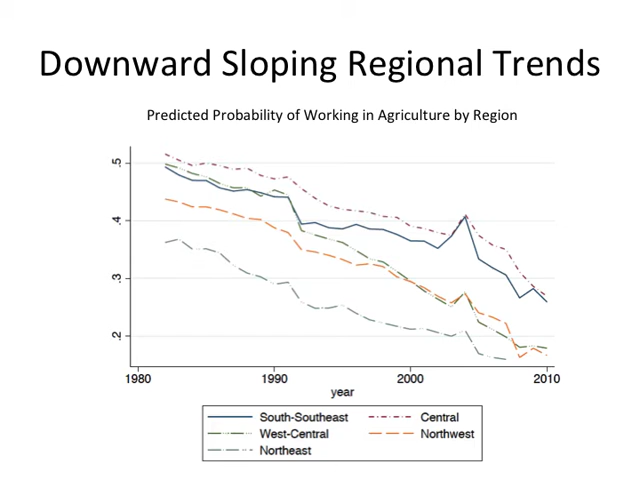 Downward Sloping Regional Trends
Predicted Probability of Working in Agriculture by Region
.5
.4
.3
.2
1980 1990 2000 2010
year
South-Southeast Central
West-Central Northwest
Northeast